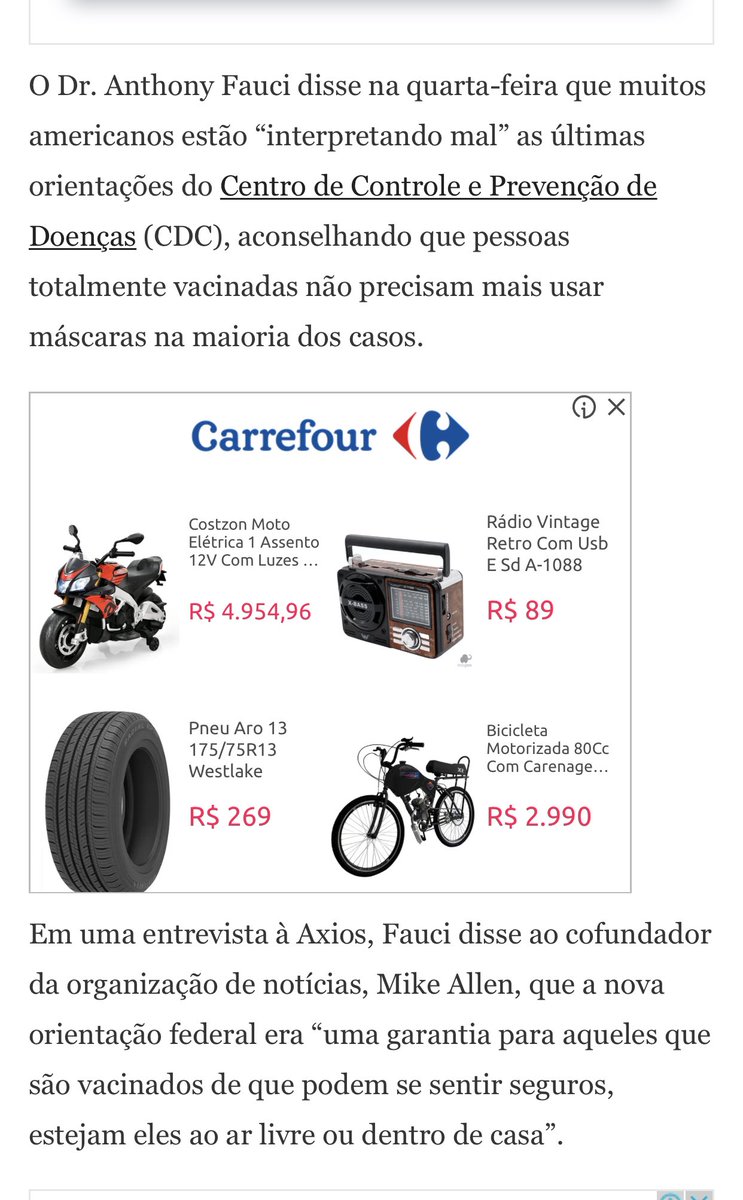 O Dr. Anthony Fauci disse na quarta-feira que muitos
americanos estão “interpretando mal” as últimas
orientações do Centro de Controle e Prevenção de
Doenças (CDC), aconselhando que pessoas
totalmente vacinadas não precisam mais usar
máscaras na maioria dos casos.
Carrefour
Costzon Moto
Elétrica 1 Assento
12V Com Luzes ...
R$ 4.954,96
X-BASS
Rádio Vintage
Retro Com Usb
E Sd A-1088
R$ 89
Pneu Aro 13
175/75R13
Westlake
R$ 269
Bicicleta
Motorizada 80Cc
Com Carenage...
R$ 2.990
Em uma entrevista à Axios, Fauci disse ao cofundador
da organização de notícias, Mike Allen, que a nova
orientação federal era “uma garantia para aqueles que
são vacinados de que podem se sentir seguros,
estejam eles ao ar livre ou dentro de casa”.